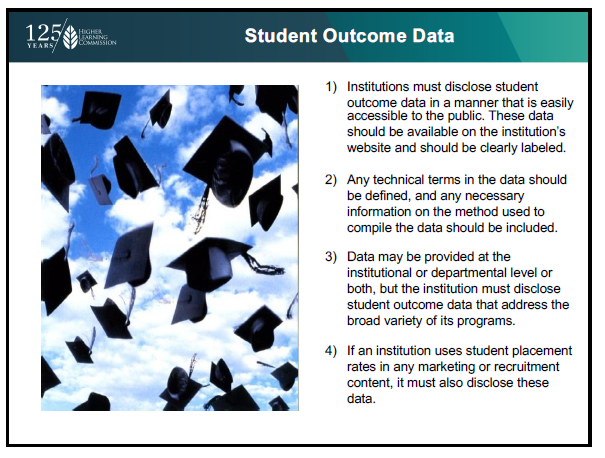 125
YEARS
HIGHER
LEARNING
COMMISSION
Student Outcome Data
1) Institutions must disclose student
outcome data in a manner that is easily
accessible to the public. These data
should be available on the institution's
website and should be clearly labeled.
2) Any technical terms in the data should
be defined, and any necessary
information on the method used to
compile the data should be included.
3) Data may be provided at the
institutional or departmental level or
both, but the institution must disclose
student outcome data that address the
broad variety of its programs.
4) If an institution uses student placement
rates in any marketing or recruitment
content, it must also disclose these
data.